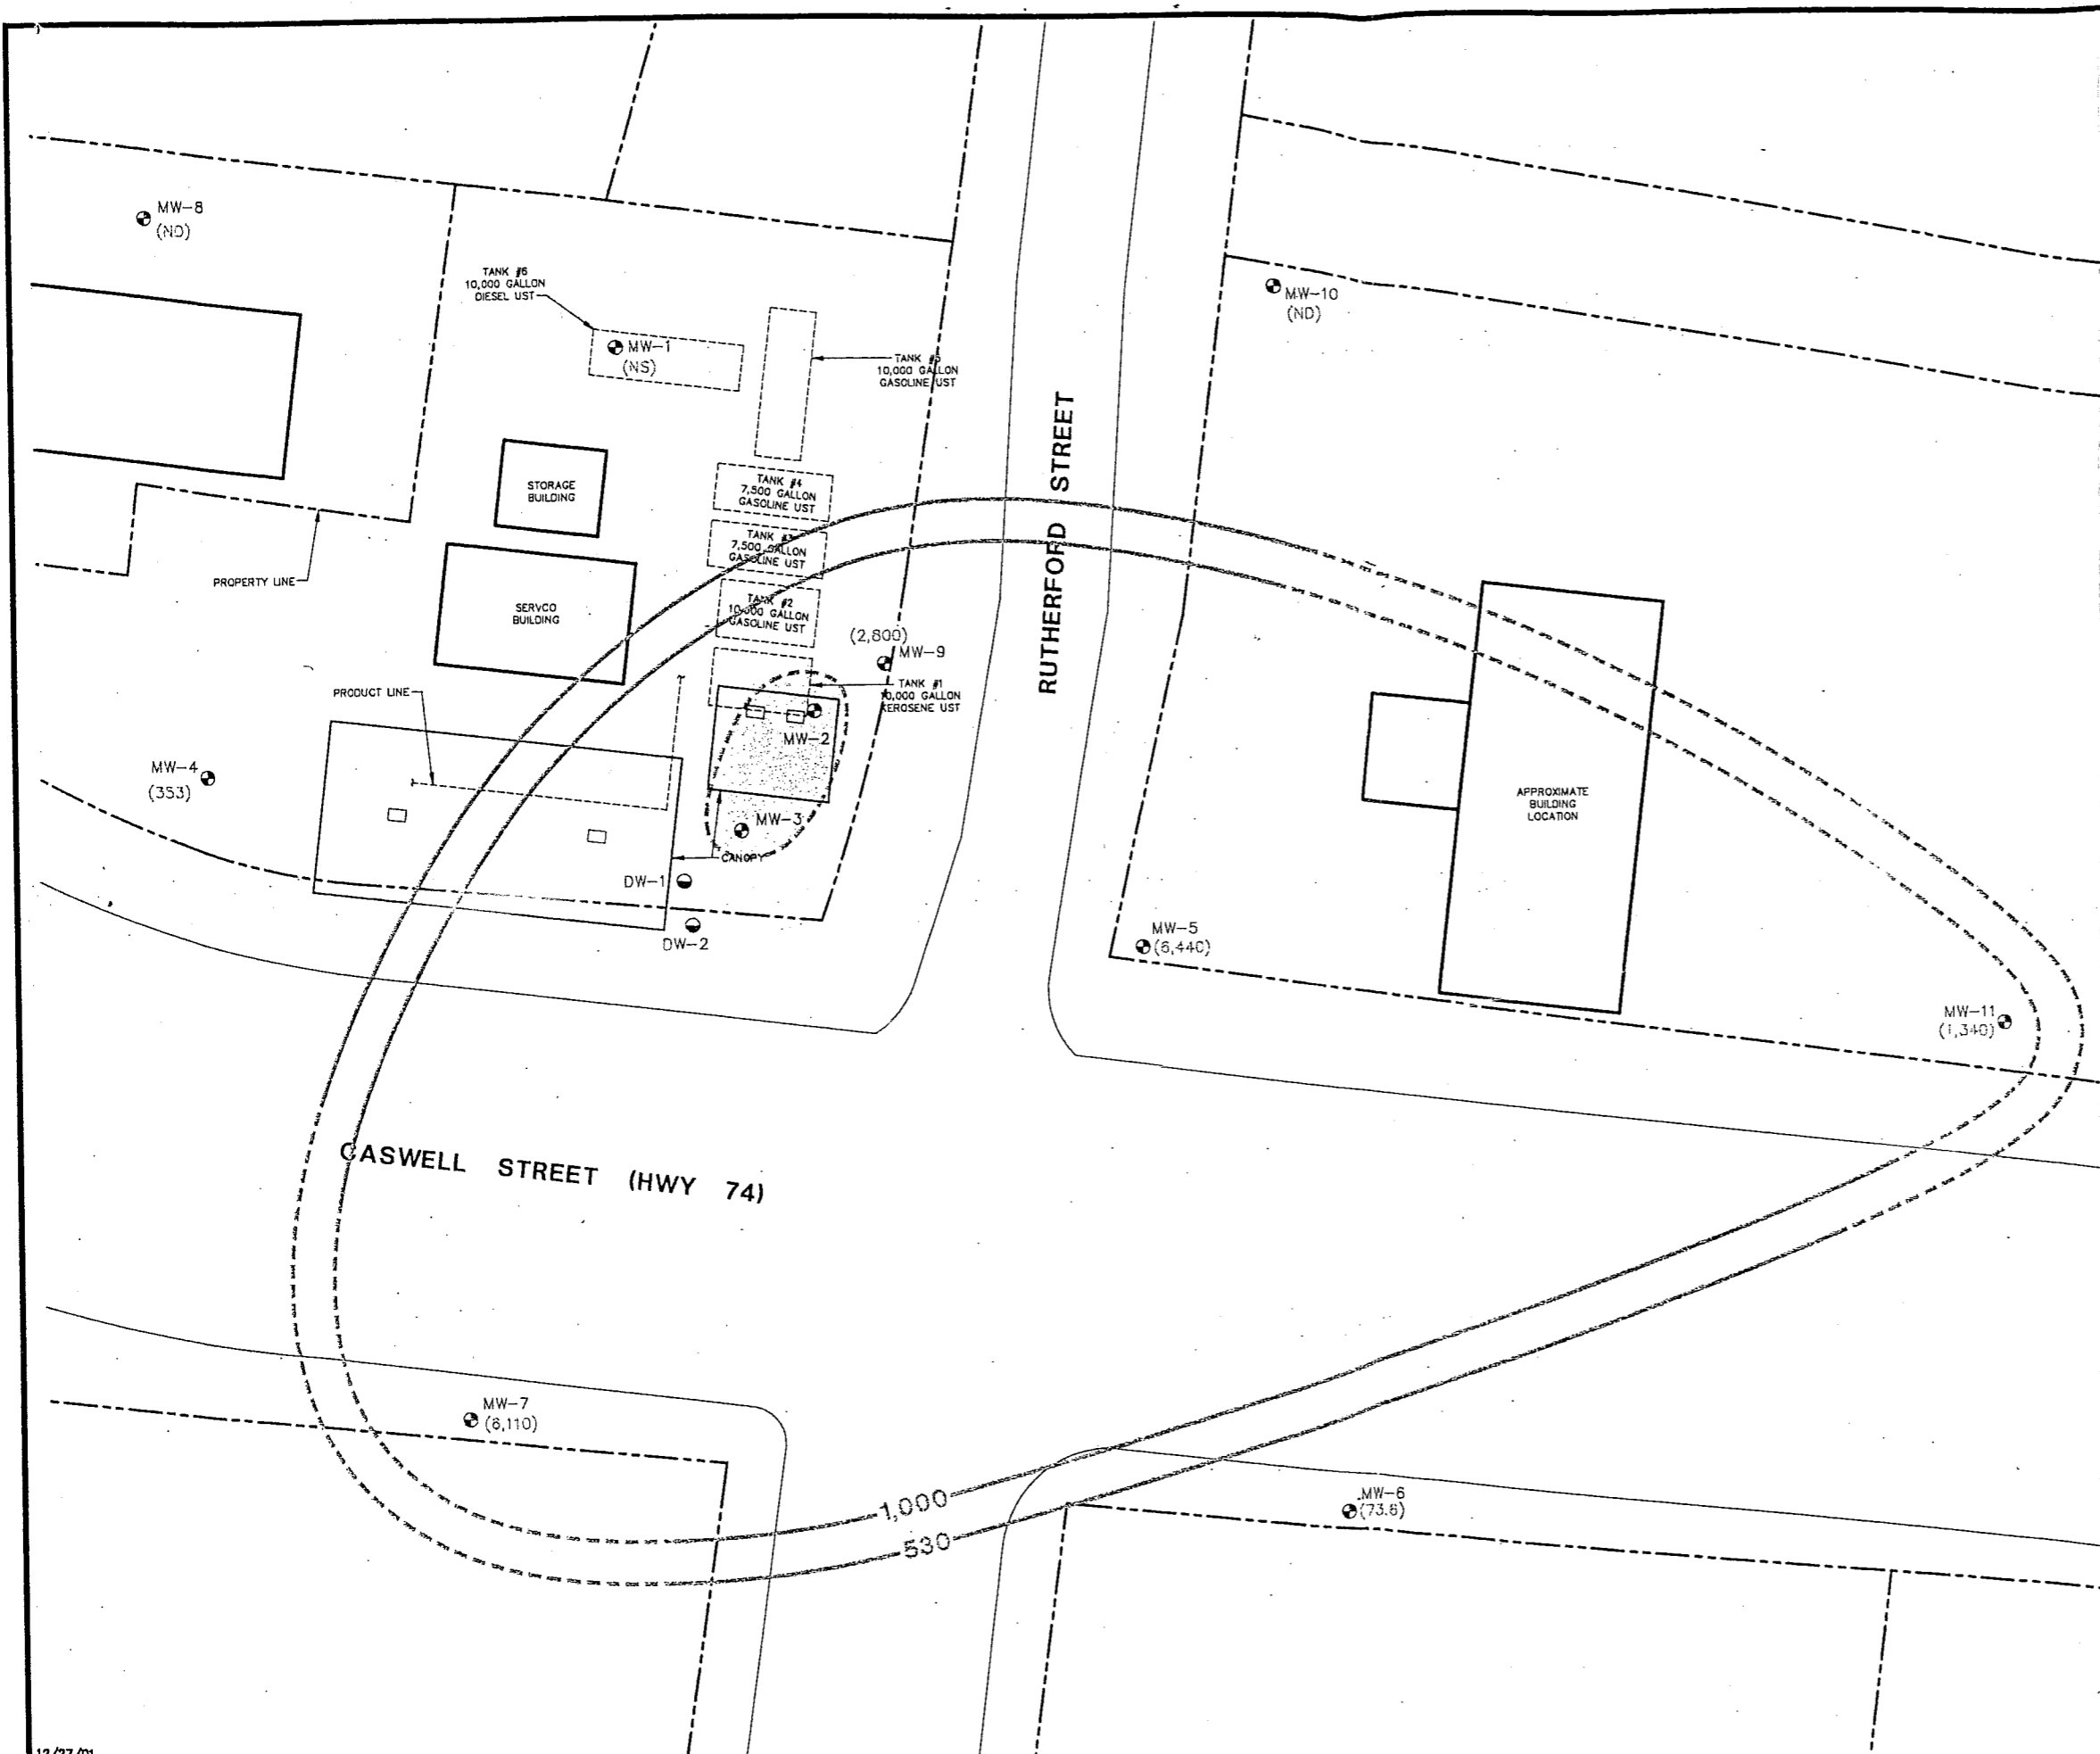 MW-8
(ND)
TANK #6
10,000 GALLON
DIESEL UST
MW-1
(NS)
TANK #5
10,000 GALLON
GASOLINE UST
MW-10
(ND)
RUTHERFORD STREET
STORAGE
BUILDING
TANK #4
7,500 GALLON
GASOLINE UST
TANK #3
7,500 GALLON
GASOLINE UST
PROPERTY LINE
SERVCO
BUILDING
TANK #2
10,000 GALLON
GASOLINE UST
(2,800)
MW-9
TANK #1
10,000 GALLON
KEROSENE UST
PRODUCT LINE
MW-2
MW-4
(353)
APPROXIMATE
BUILDING
LOCATION
MW-3
CANOPY
DW-1
DW-2
MW-5
(6,440)
MW-11
(1,340)
CASWELL STREET (HWY 74)
MW-7
(6,110)
1,000
530
MW-6
(73.6)
12/27/01